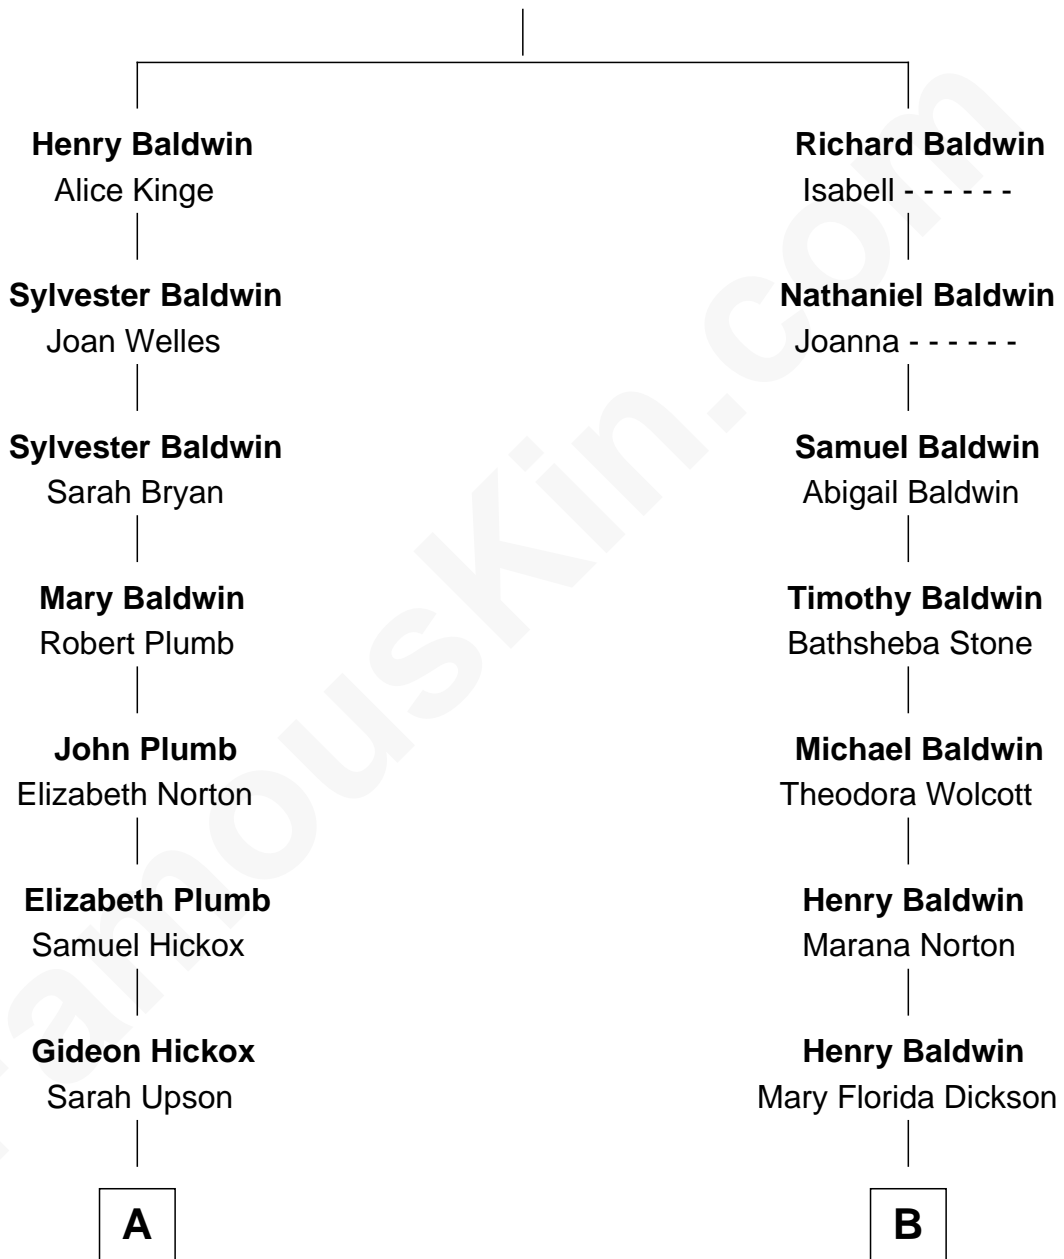 Henry Baldwin
Alice Kinge
Sylvester Baldwin
Joan Welles
Sylvester Baldwin
Sarah Bryan
Mary Baldwin
Robert Plumb
John Plumb
Elizabeth Norton
Elizabeth Plumb
Samuel Hickox
Gideon Hickox
Sarah Upson
A
Richard Baldwin
Isabell - - - - - -
Nathaniel Baldwin
Joanna - - - - - -
Samuel Baldwin
Abigail Baldwin
Timothy Baldwin
Bathsheba Stone
Michael Baldwin
Theodora Wolcott
Henry Baldwin
Marana Norton
Henry Baldwin
Mary Florida Dickson
B
FamousKin.com